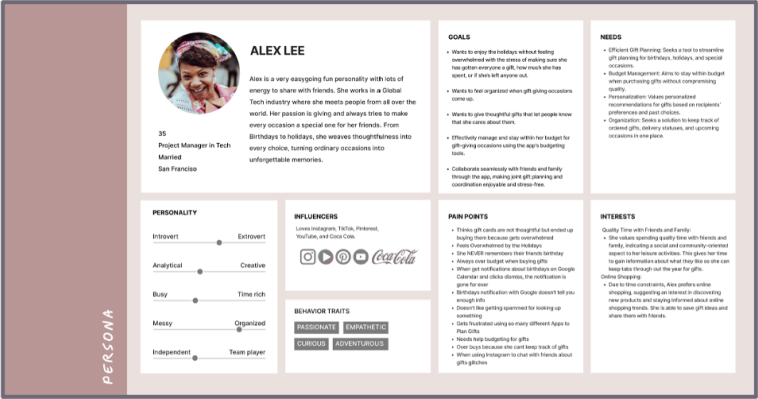 PERSONA
ALEX LEE
Alex is a very easygoing fun personality with lots of
energy to share with friends. She works in a Global
Tech industry where she meets people from all over the
world. Her passion is giving and always tries to make
every occasion a special one for her friends. From
Birthdays to holidays, she weaves thoughtfulness into
every choice, turning ordinary occasions into
unforgettable memories.
35
Project Manager in Tech
Married
San Franciso
GOALS
• Wants to enjoy the holidays without feeling
overwhelmed with the stress of making sure she
has gotten everyone a gift, how much she has
spent, or if she's left anyone out.
• Wants to feel organized when gift giving occasions
come up.
• Wants to give thoughtful gifts that let people know
that she cares about them.
• Effectively manage and stay within her budget for
gift-giving occasions using the app's budgeting
tools.
• Collaborate seamlessly with friends and family
through the app, making joint gift planning and
coordination enjoyable and stress-free.
NEEDS
• Efficient Gift Planning: Seeks a tool to streamline
gift planning for birthdays, holidays, and special
occasions.
• Budget Management: Aims to stay within budget
when purchasing gifts without compromising
quality.
• Personalization: Values personalized
recommendations for gifts based on recipients'
preferences and past choices.
• Organization: Seeks a solution to keep track of
ordered gifts, delivery statuses, and upcoming
occasions in one place.
PERSONALITY
Introvert Extrovert
Analytical Creative
Busy Time rich
Messy Organized
Independent Team player
INFLUENCERS
Loves Instagram, TikTok, Pinterest,
YouTube, and Coca Cola.
Coca-Cola
BEHAVIOR TRAITS
PASSIONATE EMPATHETIC
CURIOUS ADVENTUROUS
PAIN POINTS
• Thinks gift cards are not thoughtful but ended up
buying them because gets overwhelmed
• Feels Overwhelmed by the Holidays
• She NEVER remembers their friends birthday
• Always over budget when buying gifts
• When get notifications about birthdays on Google
Calendar and clicks dismiss, the notification is
gone for ever
• Birthdays notification with Google doesn't tell you
enough info
• Doesn't like getting spammed for looking up
something
• Gets frustrated using so many different Apps to
Plan Gifts
• Needs help budgeting for gifts
• Over buys because she cant keep track of gifts
• When using Instagram to chat with friends about
gifts glitches
INTERESTS
Quality Time with Friends and Family:
• She values spending quality time with friends and
family, indicating a social and community-oriented
aspect to her leisure activities. This gives her time
to gain information about what they like so she can
keep tabs through out the year for gifts.
Online Shopping:
• Due to time constraints, Alex prefers online
shopping, suggesting an interest in discovering
new products and staying informed about online
shopping trends. She is able to save gift ideas and
share them with friends.